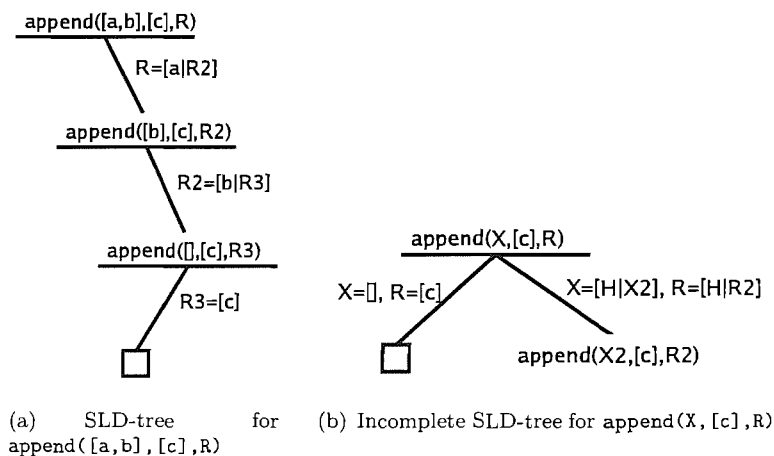 append([a,b],[c],R)
R=[a|R2]
append([b],[c],R2)
R2=[b|R3]
append([],[c],R3)
R3=[c]
append(X,[c],R)
X=[], R=[c]
X=[H|X2], R=[H|R2]
append(X2,[c],R2)
(a) SLD-tree for
append([a,b],[c],R)
(b) Incomplete SLD-tree for append(X,[c],R)